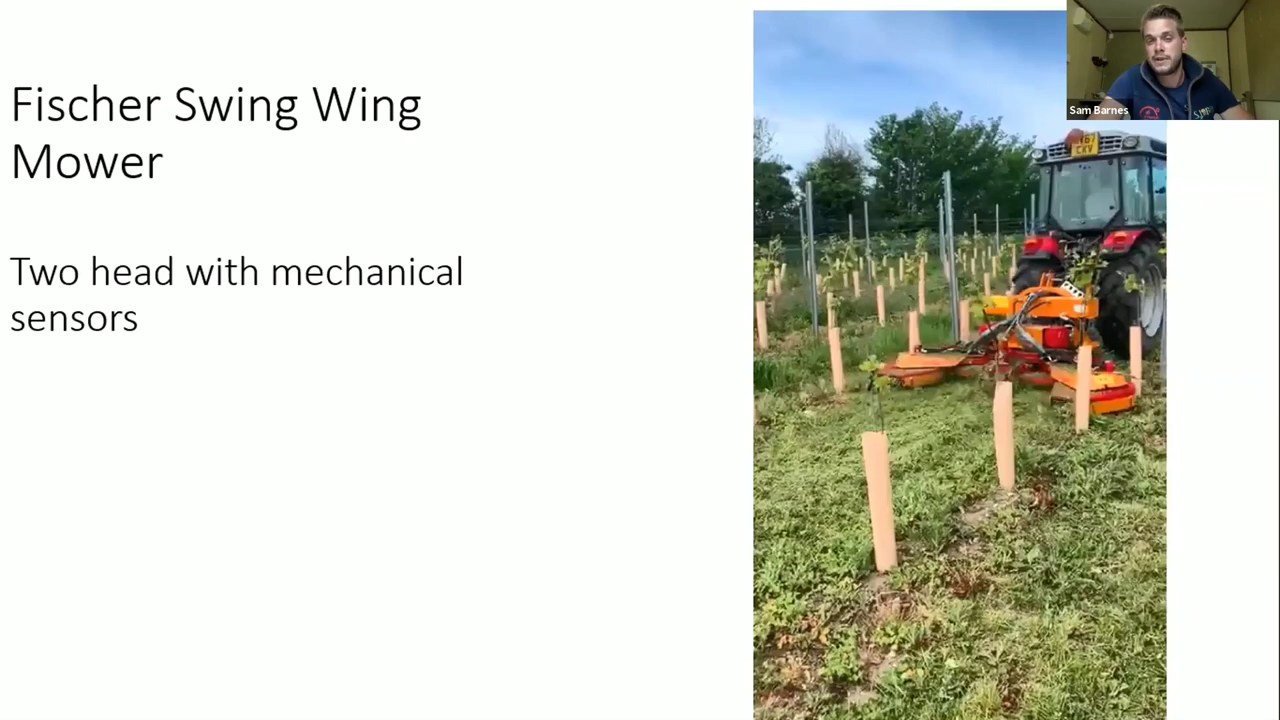 Fischer Swing Wing
Mower
Two head with mechanical
sensors
Sam Barnes